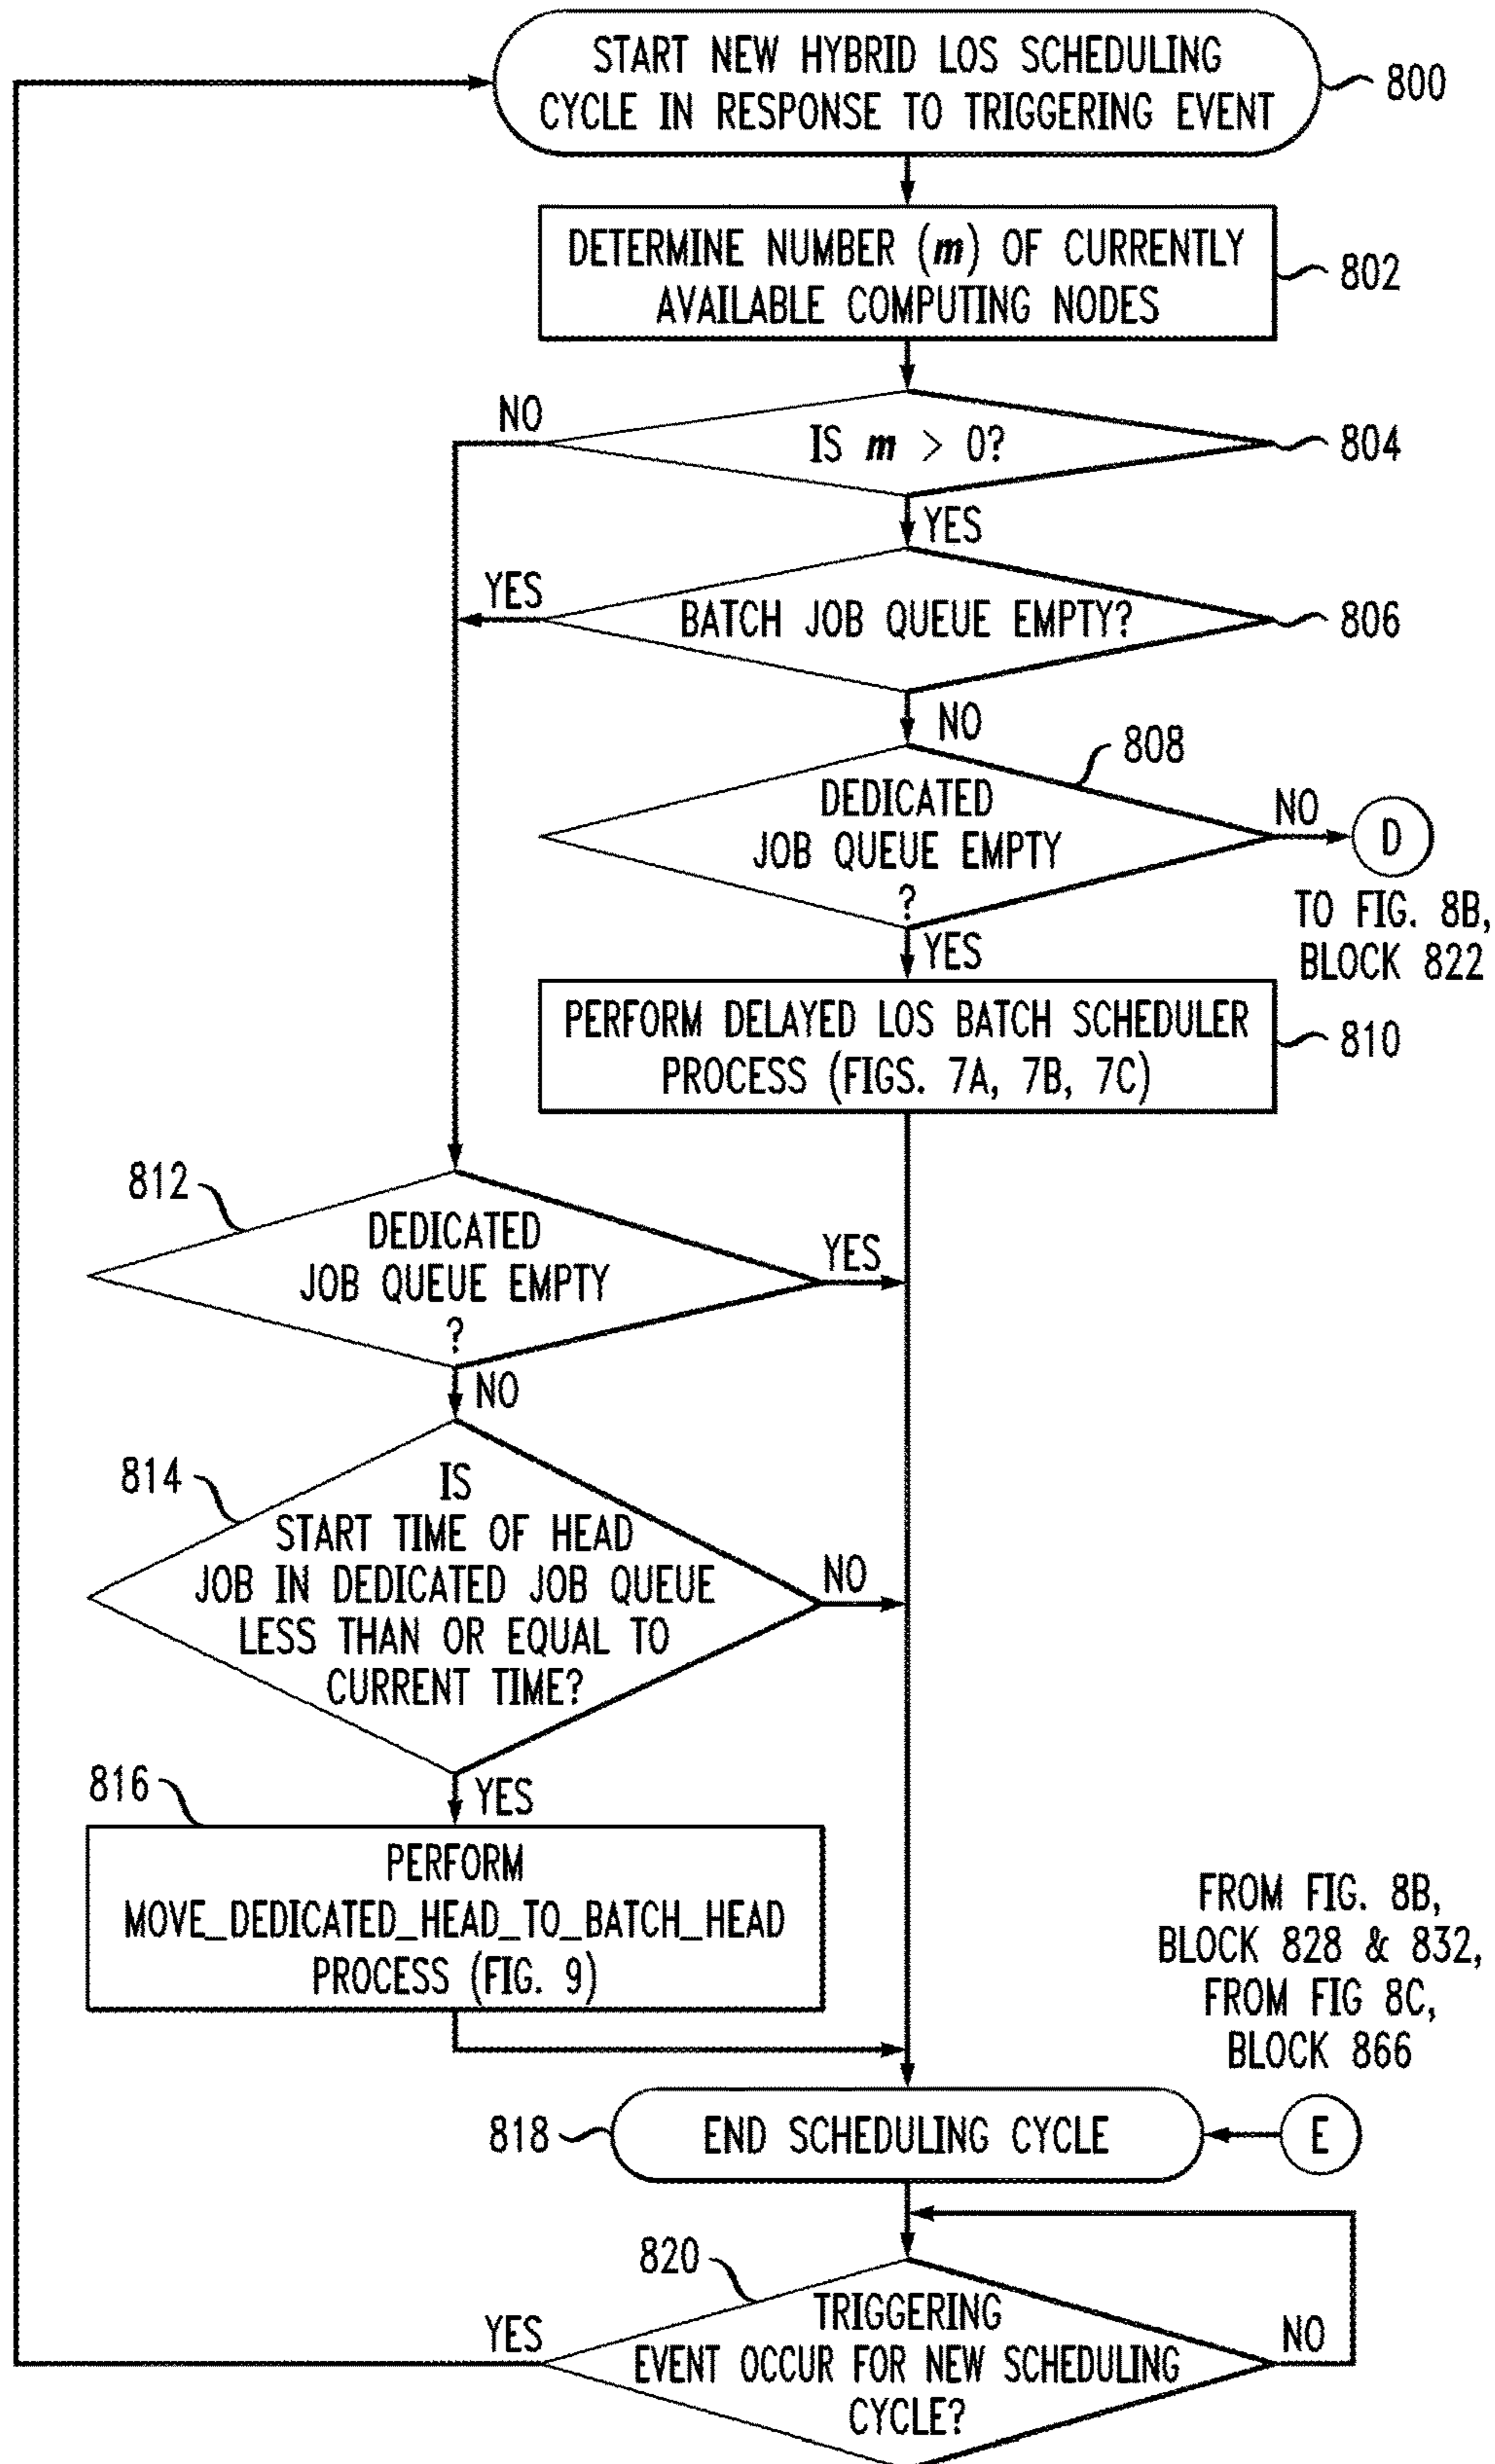 START NEW HYBRID LOS SCHEDULING
CYCLE IN RESPONSE TO TRIGGERING EVENT
800
DETERMINE NUMBER (m) OF CURRENTLY
AVAILABLE COMPUTING NODES
802
NO
IS m > 0?
804
YES
YES
BATCH JOB QUEUE EMPTY?
806
NO
808
DEDICATED
JOB QUEUE EMPTY
?
NO
D
TO FIG. 8B,
BLOCK 822
YES
PERFORM DELAYED LOS BATCH SCHEDULER
PROCESS (FIGS. 7A, 7B, 7C)
810
812
DEDICATED
JOB QUEUE EMPTY
?
YES
NO
814
IS
START TIME OF HEAD
JOB IN DEDICATED JOB QUEUE
LESS THAN OR EQUAL TO
CURRENT TIME?
NO
YES
816
PERFORM
MOVE_DEDICATED_HEAD_TO_BATCH_HEAD
PROCESS (FIG. 9)
FROM FIG. 8B,
BLOCK 828 & 832,
FROM FIG 8C,
BLOCK 866
818
END SCHEDULING CYCLE
E
820
TRIGGERING
EVENT OCCUR FOR NEW SCHEDULING
CYCLE?
YES
NO